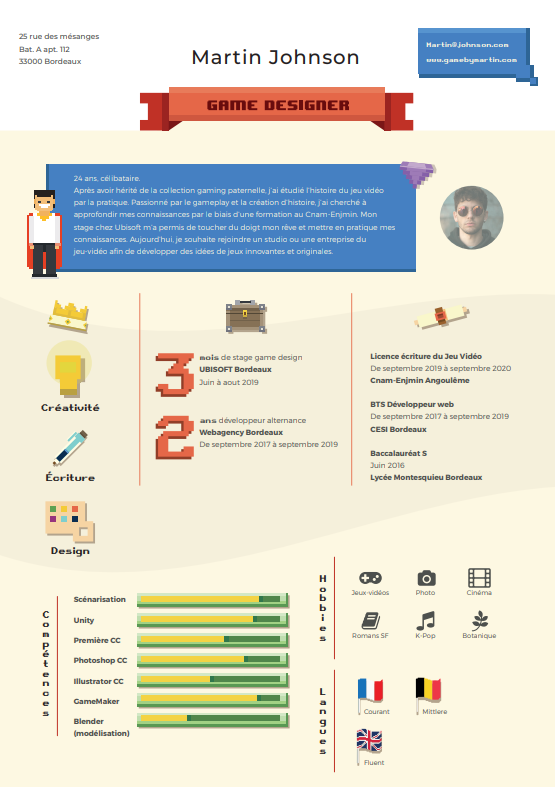 25 rue des mésanges
Bat. A apt. 112
33000 Bordeaux
Martin Johnson
Martin@johnson.com
www.gamebymartin.com
GAME DESIGNER
24 ans, célibataire.
Après avoir hérité de la collection gaming paternelle, j'ai étudié l'histoire du jeu vidéo
par la pratique. Passionné par le gameplay et la création d'histoire, j'ai cherché à
approfondir mes connaissances par le biais d'une formation au Cnam-Enjmin. Mon
stage chez Ubisoft m'a permis de toucher du doigt mon rêve et mettre en pratique mes
connaissances. Aujourd'hui, je souhaite rejoindre un studio ou une entreprise du
jeu-vidéo afin de développer des idées de jeux innovantes et originales.
Créativité
Écriture
Design
3 mois de stage game design
UBISOFT Bordeaux
Juin à aout 2019
2 ans développeur alternance
Webagency Bordeaux
De septembre 2017 à septembre 2019
Licence écriture du Jeu Vidéo
De septembre 2019 à septembre 2020
Cnam-Enjmin Angoulême
BTS Développeur web
De septembre 2017 à septembre 2019
CESI Bordeaux
Baccalauréat S
Juin 2016
Lycée Montesquieu Bordeaux
Compétences
Scénarisation
Unity
Première CC
Photoshop CC
Illustrator CC
GameMaker
Blender
(modélisation)
Hobbies
Jeux-vidéos
Photo
Cinéma
Romans SF
K-Pop
Botanique
Langues
Courant
Mittiere
Fluent